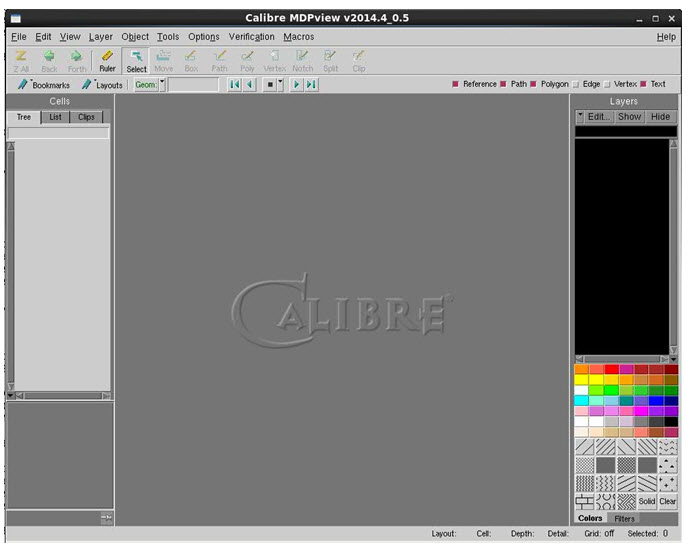 Calibre MDPview v2014.4_0.5
File Edit View Layer Object Tools Options Verification Macros Help
Z All Back Forth Ruler Select Move Box Path Poly Vertex Notch Split Clip
Bookmarks Layouts Geom: Reference Path Polygon Edge Vertex Text
Cells
Layers
Tree List Clips
Edit... Show Hide
CALIBRE
Solid Clear
Colors Filters
Layout: Cell: Depth: Detail: Grid: Off Selected: 0